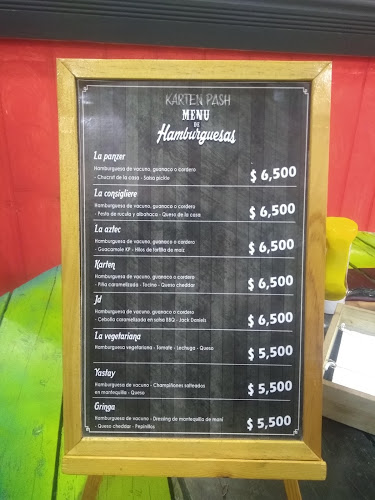 KARTEN PASH
MENU
DE
Hamburguesas
La panzer
Hamburguesa de vacuno, guanaco o cordero
- Chucrut de la casa - Salsa pickle
$ 6,500
La consigliere
Hamburguesa de vacuno, guanaco o cordero
- Pesto de rucula y albahaca - Queso de la casa
$ 6,500
La aztec
Hamburguesa de vacuno, guanaco o cordero
- Guacamole KP - Hilos de tortilla de maiz
$ 6,500
Karten
Hamburguesa de vacuno, guanaco o cordero
- Piña caramelizada - Tocino - Queso cheddar
$ 6,500
Jd
Hamburguesa de vacuno, guanaco o cordero
- Cebolla caramelizada en salsa BBQ - Jack Daniels
$ 6,500
La vegetariana
Hamburguesa vegetariana - Tomate - Lechuga - Queso
$ 5,500
Yastay
Hamburguesa de vacuno - Champiñones salteados
en mantequilla - Queso
$ 5,500
Gringa
Hamburguesa de vacuno - Dressing de mantequilla de mani
- Queso cheddar - Pepinillos
$ 5,500